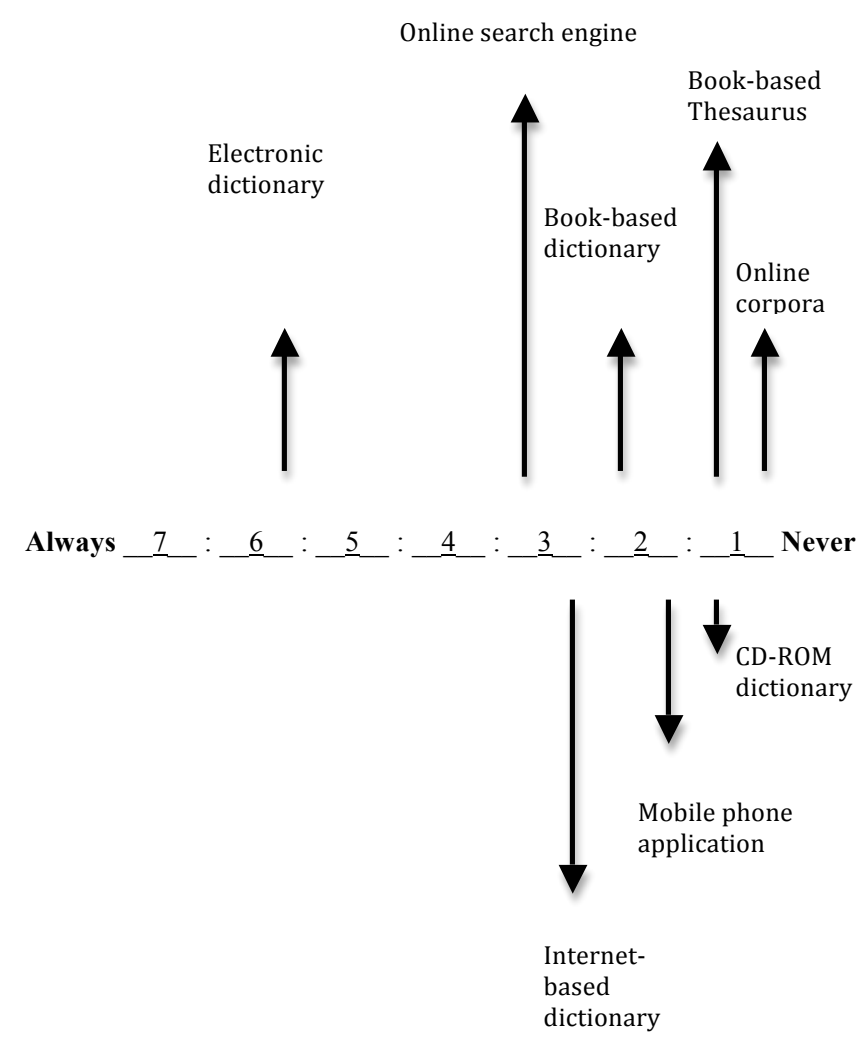 Online search engine
Book-based
Thesaurus
Electronic
dictionary
Book-based
dictionary
Online
corpora
Always __7__ : __6__ : __5__ : __4__ : __3__ : __2__ : __1__ Never
CD-ROM
dictionary
Mobile phone
application
Internet-
based
dictionary